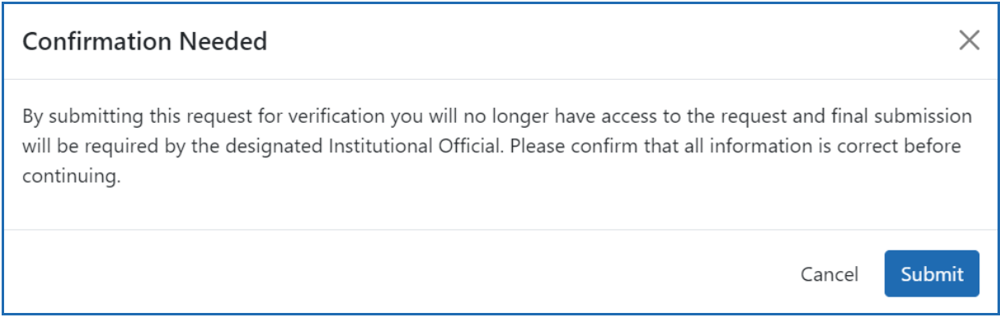 Confirmation Needed
By submitting this request for verification you will no longer have access to the request and final submission
will be required by the designated Institutional Official. Please confirm that all information is correct before
continuing.
Cancel
Submit